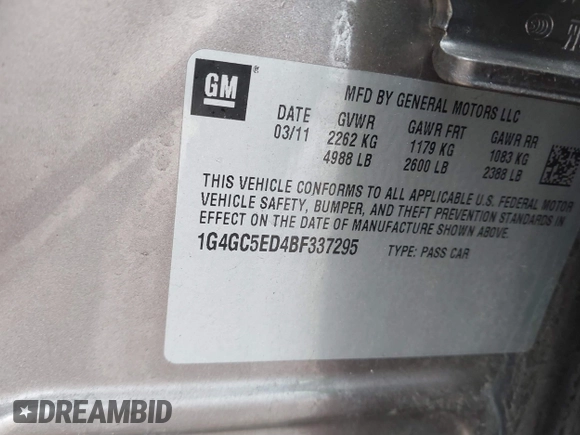 GM
MFD BY GENERAL MOTORS LLC
DATE GVWR GAWR FRT GAWR RR
03/11 2262 KG 1179 KG 1083 KG
4988 LB 2600 LB 2388 LB
THIS VEHICLE CONFORMS TO ALL APPLICABLE U.S. FEDERAL MOTOR
VEHICLE SAFETY, BUMPER, AND THEFT PREVENTION STANDARDS IN
EFFECT ON THE DATE OF MANUFACTURE SHOWN ABOVE.
1G4GC5ED4BF337295 TYPE: PASS CAR
DREAMBID